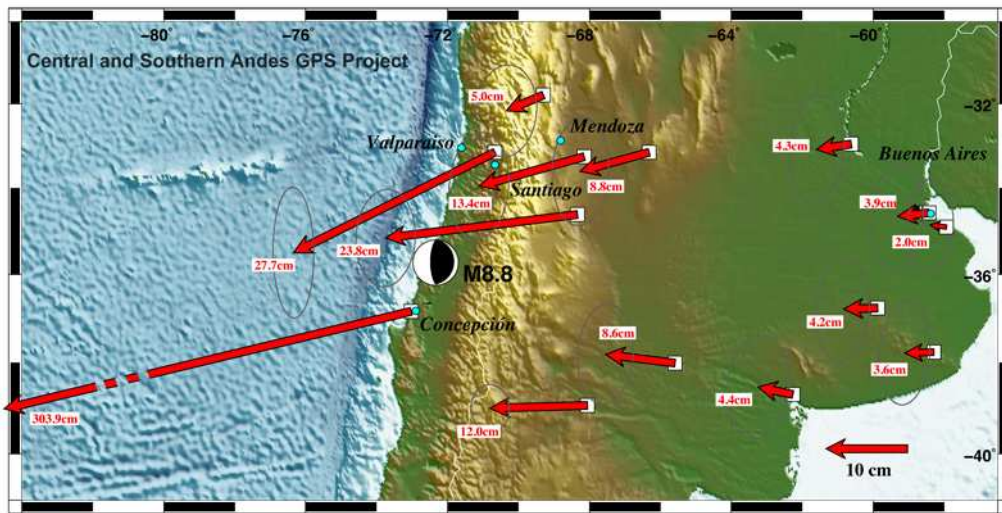 -80
-76
-72
-68
-64
-60
Central and Southern Andes GPS Project
5.0cm
-32°
Mendoza
Valparaiso
4.3cm
Buenos Aires
8.8cm
Santiago
13.4cm
3.9cm
23.8cm
2.0cm
27.7cm
M8.8
-36°
Concepción
4.2cm
8.6cm
3.6cm
4.4cm
303.9cm
12.0cm
-40°
10 cm